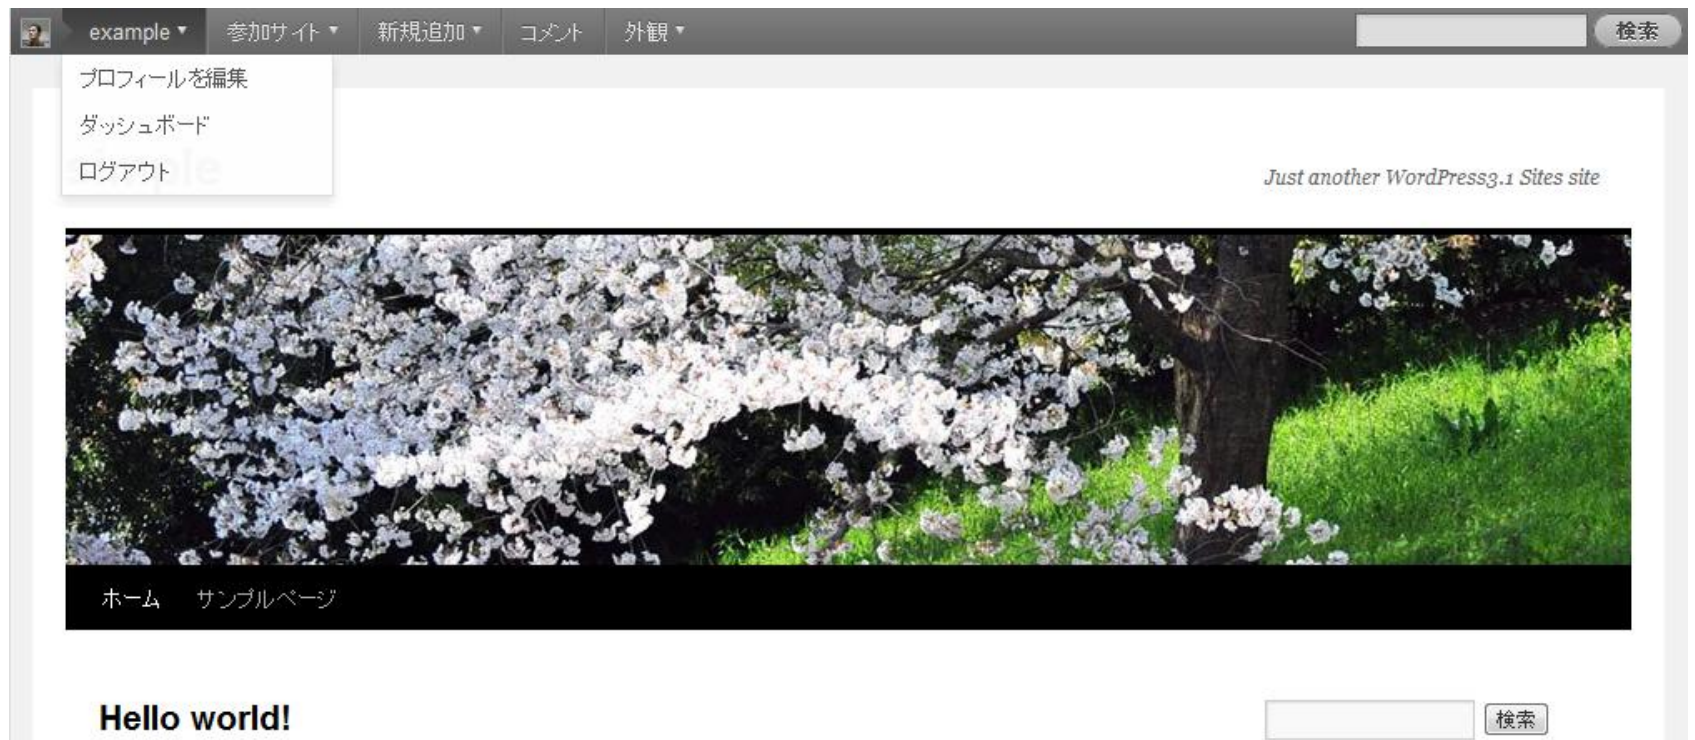 example ▼ 参加サイト ▼ 新規追加 ▼ コメント 外観 ▼ 検索
プロフィールを編集
ダッシュボード
ログアウト
Just another WordPress3.1 Sites site
ホーム サンプルページ
Hello world! 検索